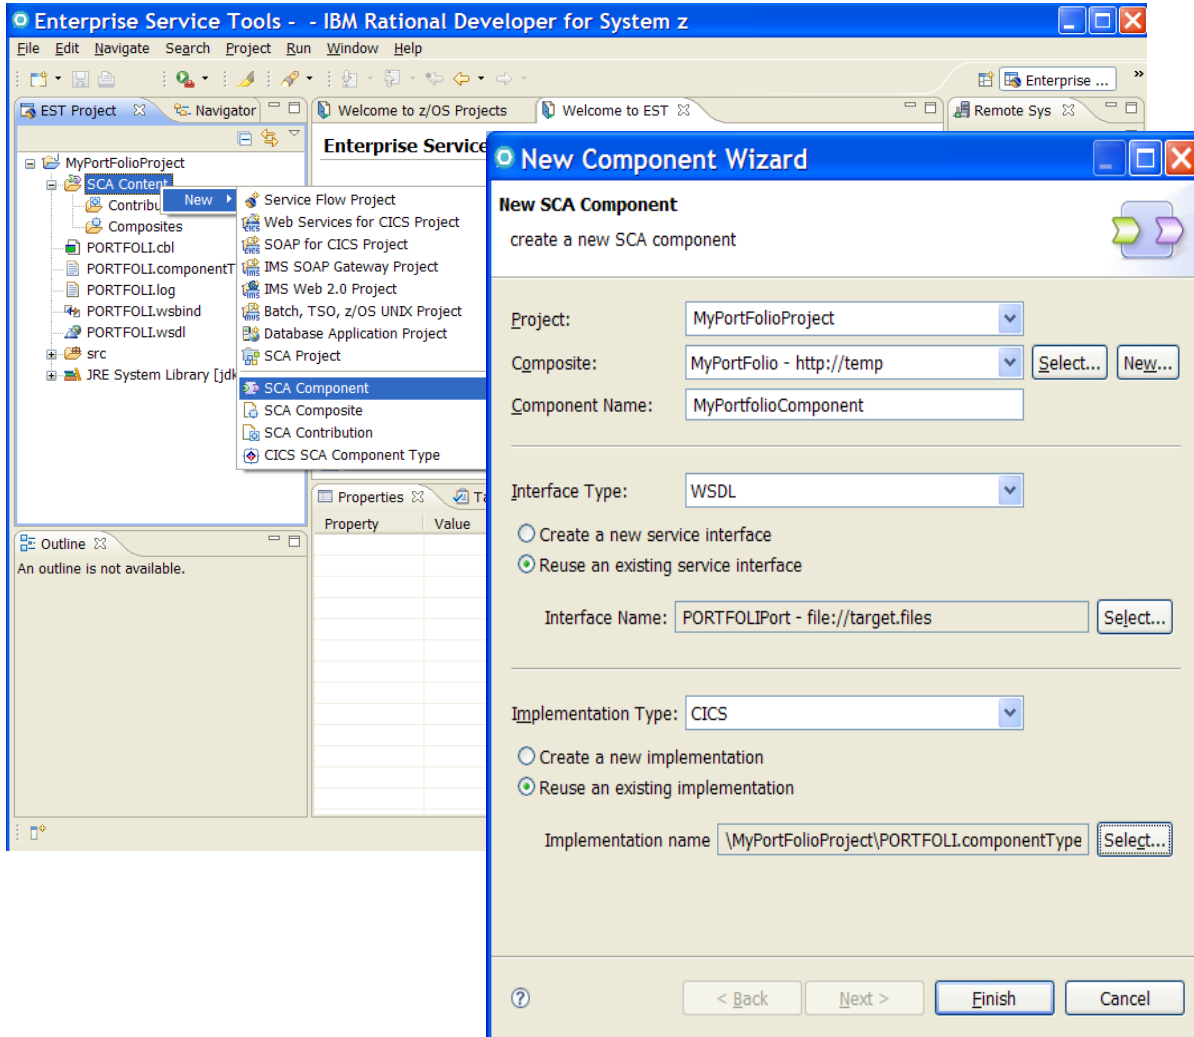 Enterprise Service Tools - - IBM Rational Developer for System z
File Edit Navigate Search Project Run Window Help
Enterprise ... »
EST Project Navigator
Welcome to z/OS Projects Welcome to EST
Remote Sys
Enterprise Service
MyPortFolioProject
SCA Content
Contribu
Composites
PORTFOLI.cbl
PORTFOLI.componentT
PORTFOLI.log
PORTFOLI.wsbind
PORTFOLI.wsdl
src
JRE System Library [jdk
New
Service Flow Project
Web Services for CICS Project
SOAP for CICS Project
IMS SOAP Gateway Project
IMS Web 2.0 Project
Batch, TSO, z/OS UNIX Project
Database Application Project
SCA Project
SCA Component
SCA Composite
SCA Contribution
CICS SCA Component Type
Properties Ta
Property Value
Outline
An outline is not available.
New Component Wizard
New SCA Component
create a new SCA component
Project: MyPortFolioProject
Composite: MyPortFolio - http://temp Select... New...
Component Name: MyPortfolioComponent
Interface Type: WSDL
Create a new service interface
Reuse an existing service interface
Interface Name: PORTFOLIPort - file://target.files Select...
Implementation Type: CICS
Create a new implementation
Reuse an existing implementation
Implementation name \MyPortFolioProject\PORTFOLI.componentType Select...
? < Back Next > Finish Cancel